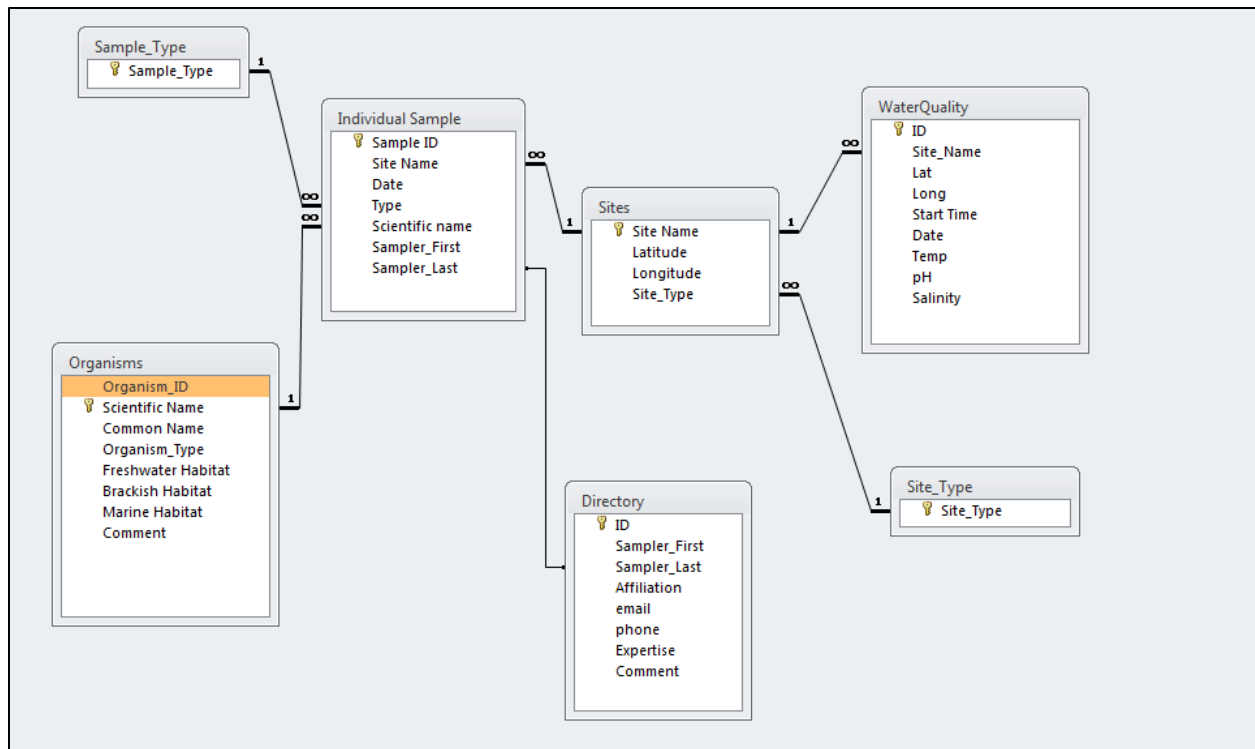 Sample_Type
Sample_Type
1
Individual Sample
Sample ID
Site Name
Date
Type
Scientific name
Sampler_First
Sampler_Last
∞
∞
∞
Sites
Site Name
Latitude
Longitude
Site_Type
1
1
∞
WaterQuality
ID
Site_Name
Lat
Long
Start Time
Date
Temp
pH
Salinity
∞
Organisms
Organism_ID
Scientific Name
Common Name
Organism_Type
Freshwater Habitat
Brackish Habitat
Marine Habitat
Comment
1
Directory
ID
Sampler_First
Sampler_Last
Affiliation
email
phone
Expertise
Comment
Site_Type
Site_Type
1